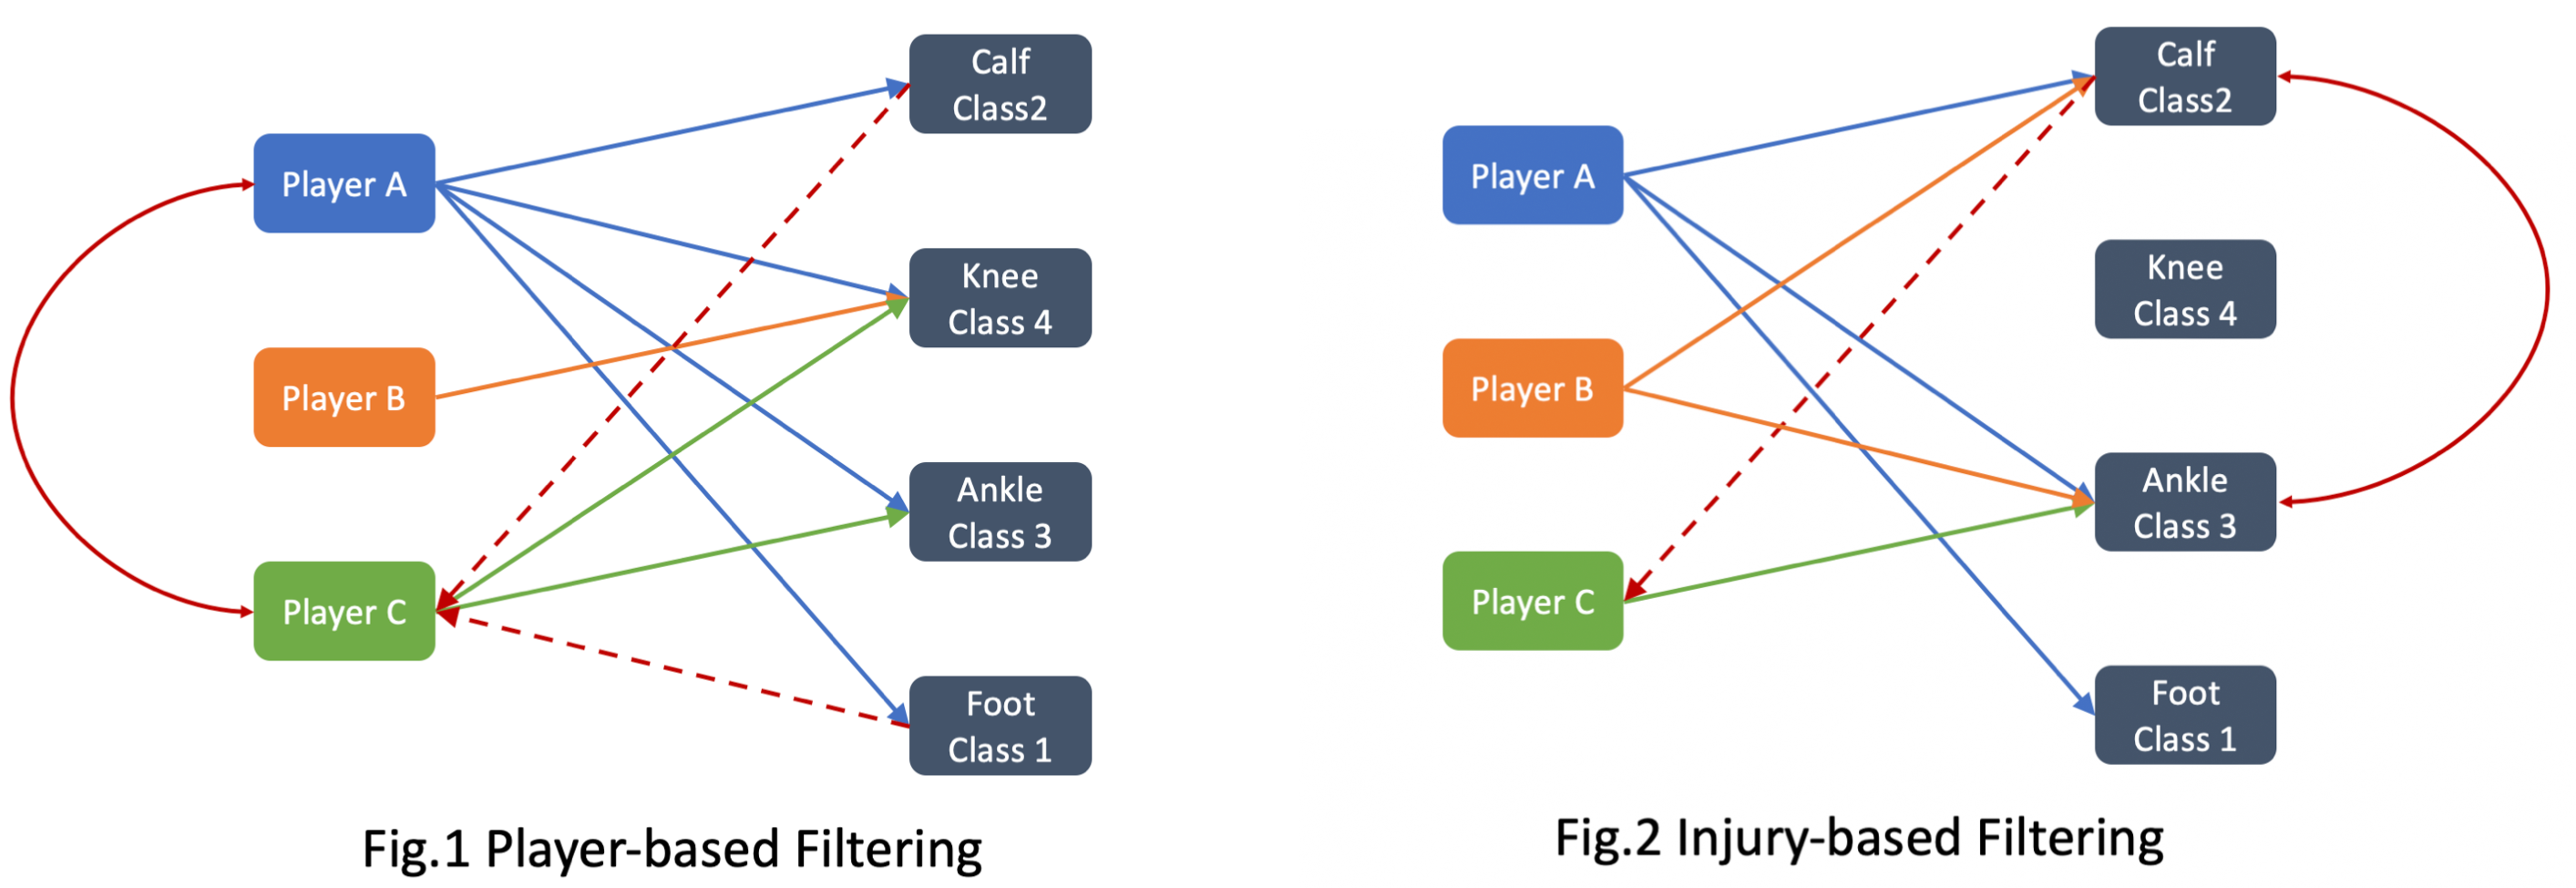 Calf
Class2
Player A
Knee
Class 4
Player B
Ankle
Class 3
Player C
Foot
Class 1
Fig.1 Player-based Filtering
Calf
Class2
Player A
Knee
Class 4
Player B
Ankle
Class 3
Player C
Foot
Class 1
Fig.2 Injury-based Filtering